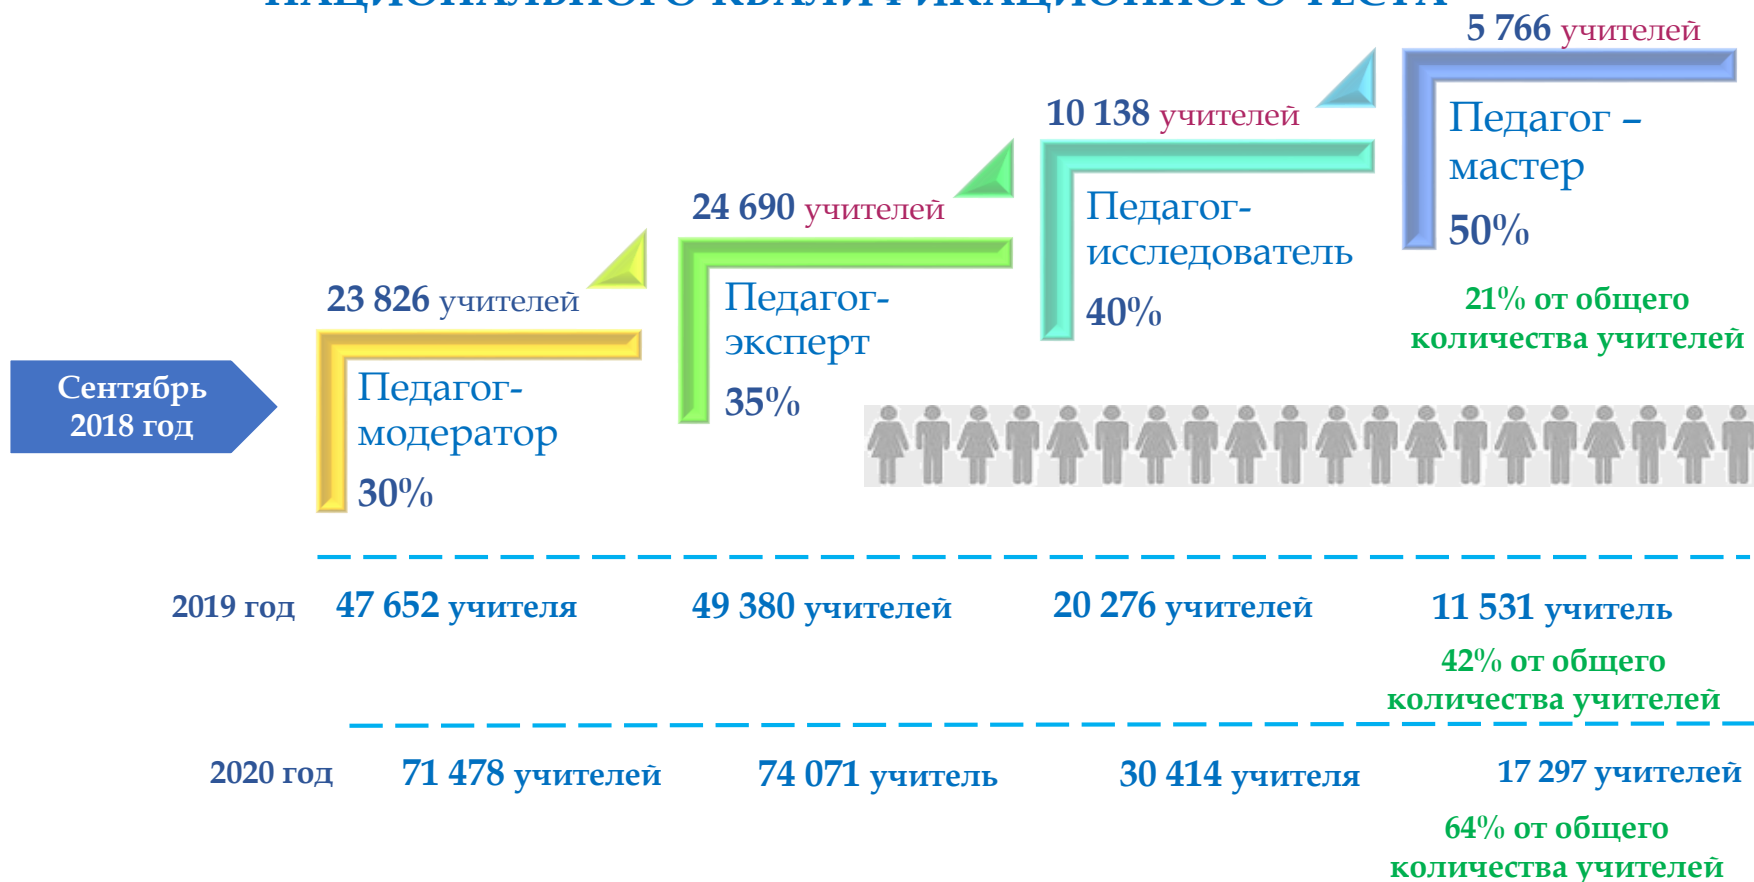 НАЦИОНАЛЬНОГО КВАЛИФИКАЦИОННОГО ТЕСТА
5 766 учителей
10 138 учителей
Педагог –
мастер
50%
24 690 учителей
Педагог-
исследователь
40%
21% от общего
количества учителей
23 826 учителей
Педагог-
эксперт
35%
Сентябрь
2018 год
Педагог-
модератор
30%
2019 год 47 652 учителя 49 380 учителей 20 276 учителей 11 531 учитель
42% от общего
количества учителей
2020 год 71 478 учителей 74 071 учитель 30 414 учителя 17 297 учителей
64% от общего
количества учителей